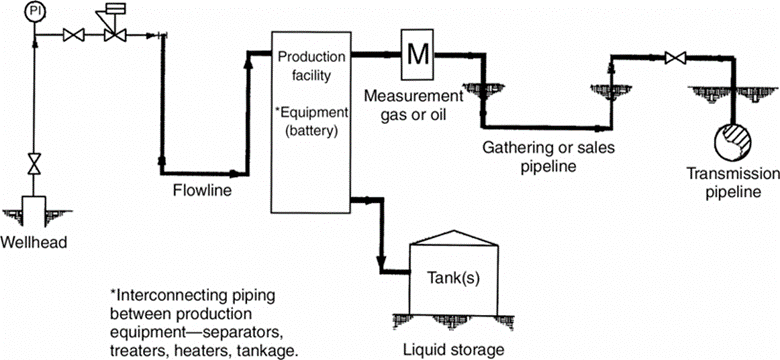 PI
Production
facility
*Equipment
(battery)
M
Measurement
gas or oil
Gathering or sales
pipeline
Transmission
pipeline
Flowline
Wellhead
Tank(s)
*Interconnecting piping
between production
equipment—separators,
treaters, heaters, tankage.
Liquid storage